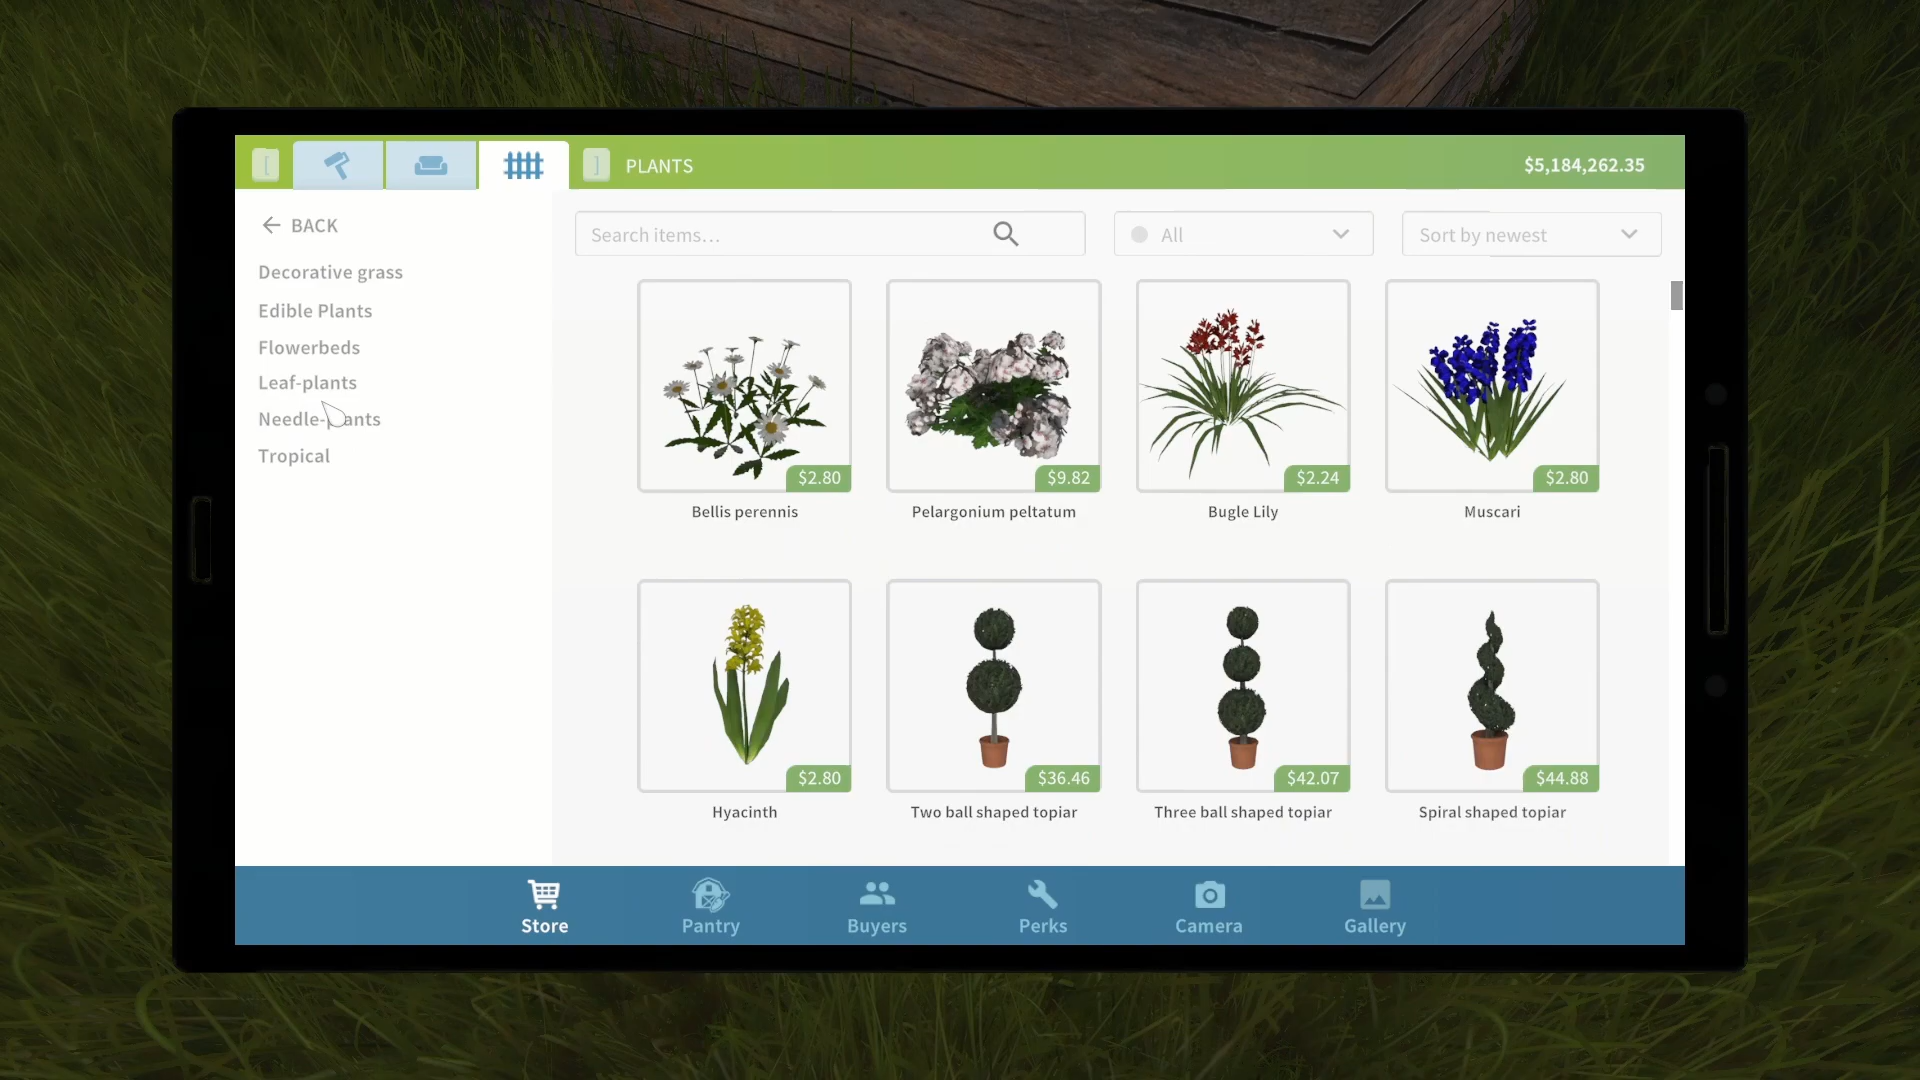 [
]
PLANTS
$5,184,262.35
BACK
Search items...
All
Sort by newest
Decorative grass
Edible Plants
Flowerbeds
Leaf-plants
Needle-plants
Tropical
$2.80
$9.82
$2.24
$2.80
Bellis perennis
Pelargonium peltatum
Bugle Lily
Muscari
$2.80
$36.46
$42.07
$44.88
Hyacinth
Two ball shaped topiar
Three ball shaped topiar
Spiral shaped topiar
Store
Pantry
Buyers
Perks
Camera
Gallery